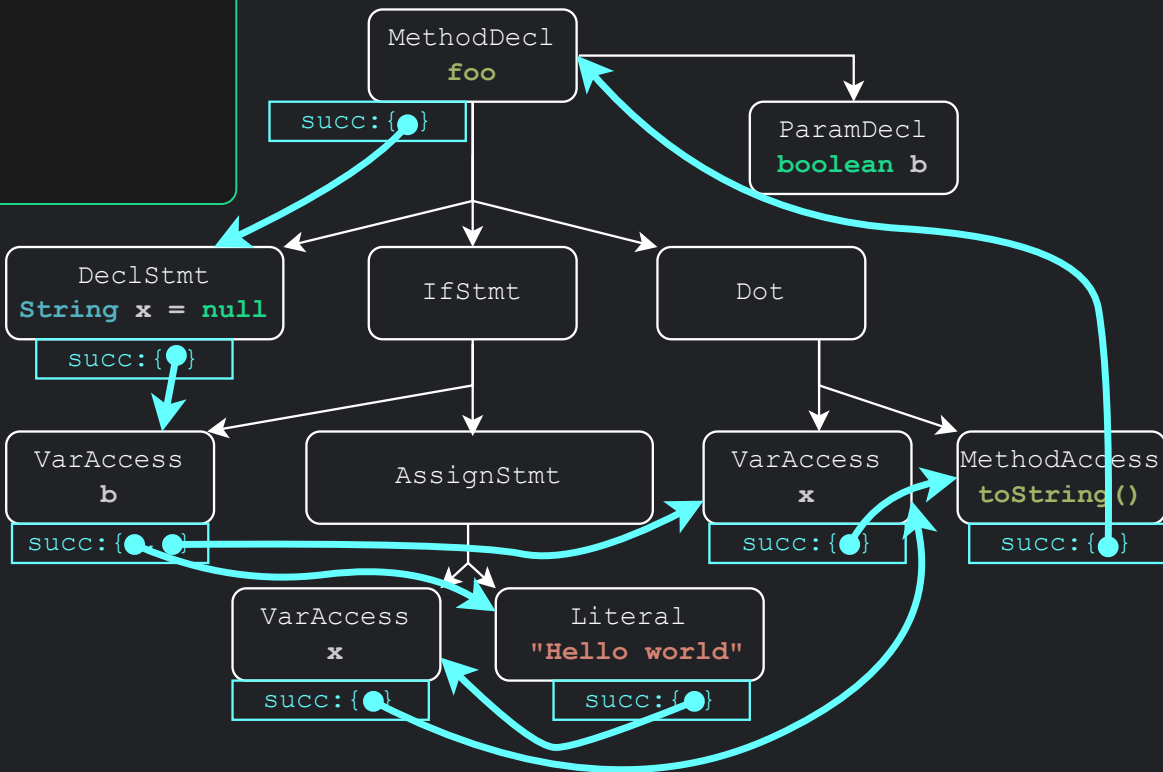 MethodDecl
foo
succ:{ }
ParamDecl
boolean b
DeclStmt
String x = null
succ:{ }
IfStmt
Dot
VarAccess
b
succ:{ , }
AssignStmt
VarAccess
x
succ:{ }
MethodAccess
toString()
succ:{ }
VarAccess
x
succ:{ }
Literal
"Hello world"
succ:{ }